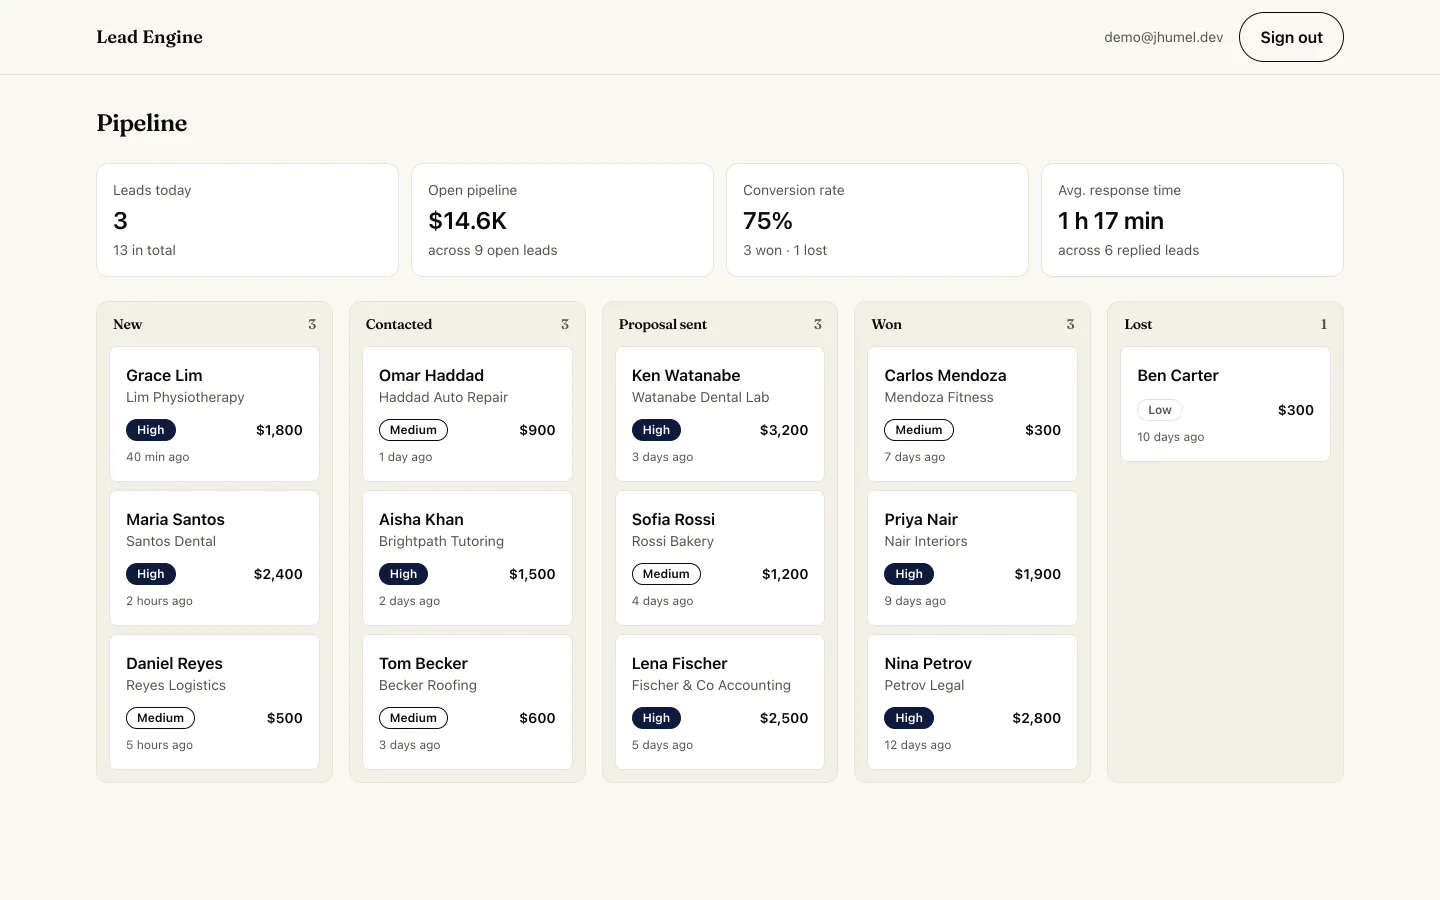 Lead Engine
demo@jhumel.dev
Sign out
Pipeline
Leads today
3
13 in total
Open pipeline
$14.6K
across 9 open leads
Conversion rate
75%
3 won · 1 lost
Avg. response time
1 h 17 min
across 6 replied leads
New 3
Grace Lim
Lim Physiotherapy
High $1,800
40 min ago
Maria Santos
Santos Dental
High $2,400
2 hours ago
Daniel Reyes
Reyes Logistics
Medium $500
5 hours ago
Contacted 3
Omar Haddad
Haddad Auto Repair
Medium $900
1 day ago
Aisha Khan
Brightpath Tutoring
High $1,500
2 days ago
Tom Becker
Becker Roofing
Medium $600
3 days ago
Proposal sent 3
Ken Watanabe
Watanabe Dental Lab
High $3,200
3 days ago
Sofia Rossi
Rossi Bakery
Medium $1,200
4 days ago
Lena Fischer
Fischer & Co Accounting
High $2,500
5 days ago
Won 3
Carlos Mendoza
Mendoza Fitness
Medium $300
7 days ago
Priya Nair
Nair Interiors
High $1,900
9 days ago
Nina Petrov
Petrov Legal
High $2,800
12 days ago
Lost 1
Ben Carter
Low $300
10 days ago